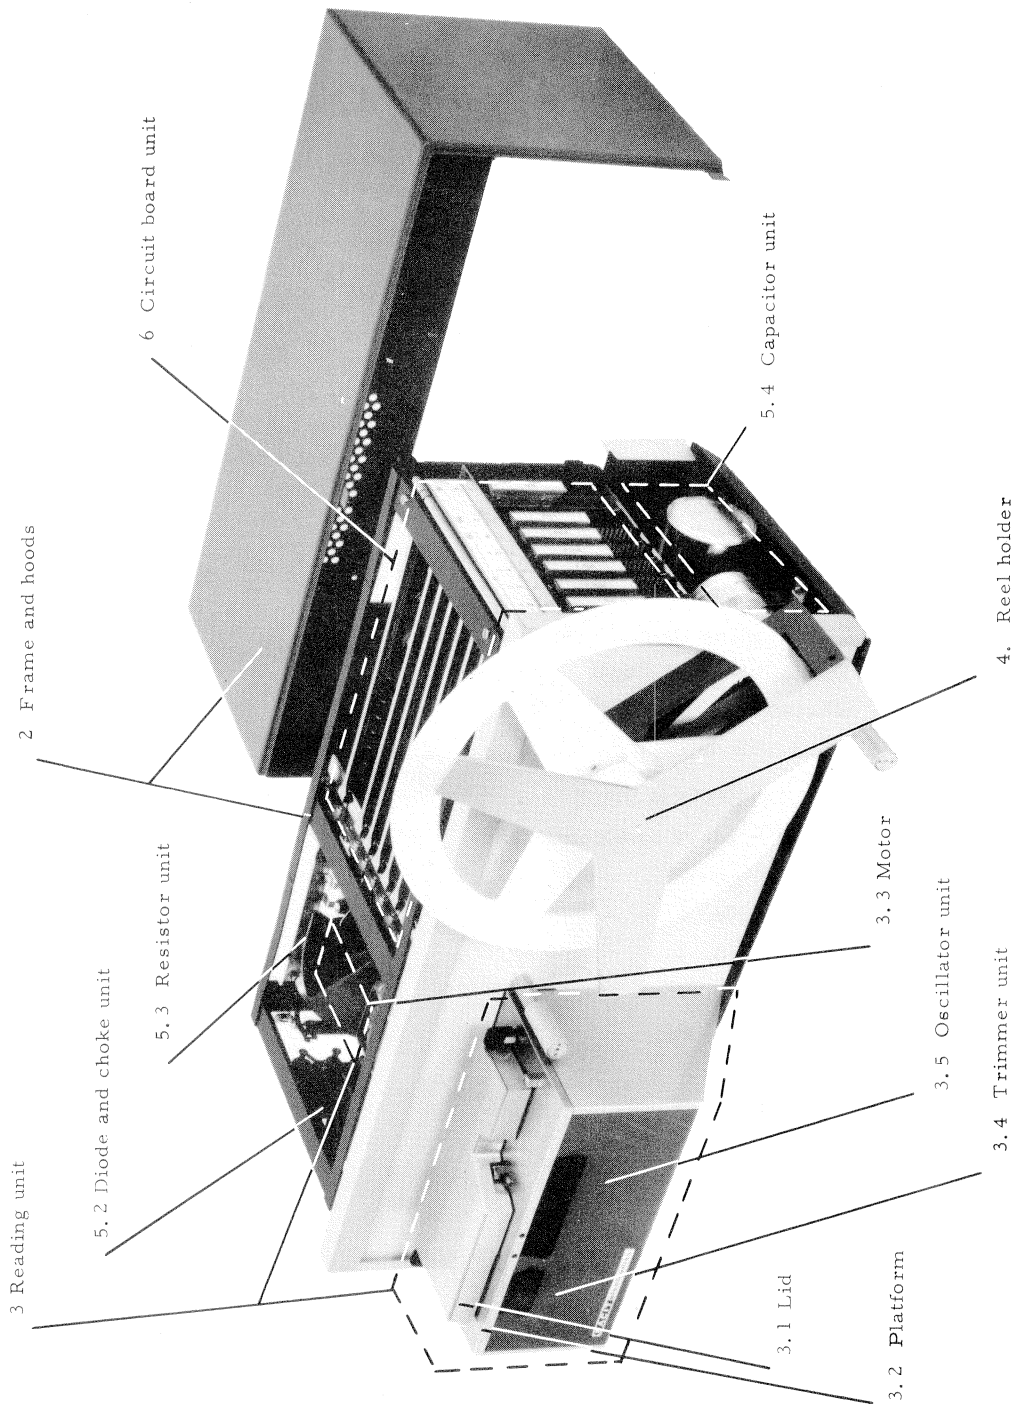 2 Frame and hoods
6 Circuit board unit
3 Reading unit
5.2 Diode and choke unit
5.3 Resistor unit
5.4 Capacitor unit
3.1 Lid
3.2 Platform
3.3 Motor
3.5 Oscillator unit
3.4 Trimmer unit
4. Reel holder